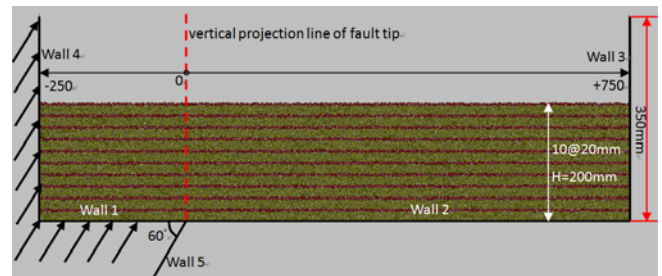 vertical projection line of fault tip
Wall 4
Wall 3
-250
0
+750
350mm
10@20mm
H=200mm
Wall 1
Wall 2
60°
Wall 5